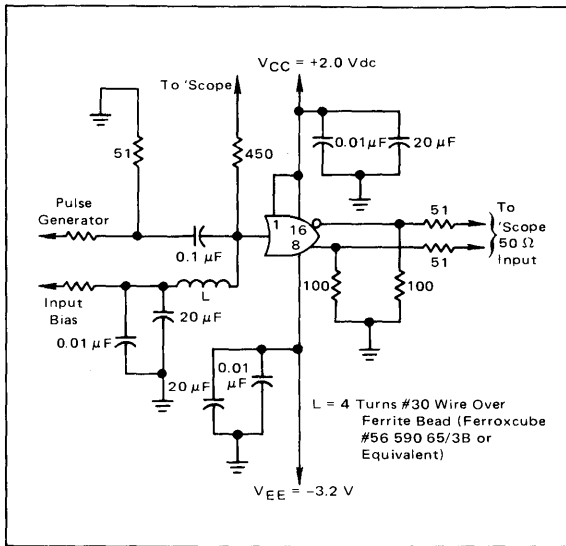 VCC = +2.0 Vdc
To 'Scope
0.01 µF
20 µF
51
450
Pulse
Generator
1
16
8
51
To
'Scope
50 Ω
Input
51
0.1 µF
L
100
100
Input
Bias
20 µF
0.01 µF
0.01
µF
20 µF
L = 4 Turns #30 Wire Over
Ferrite Bead (Ferroxcube
#56 590 65/3B or
Equivalent)
VEE = −3.2 V